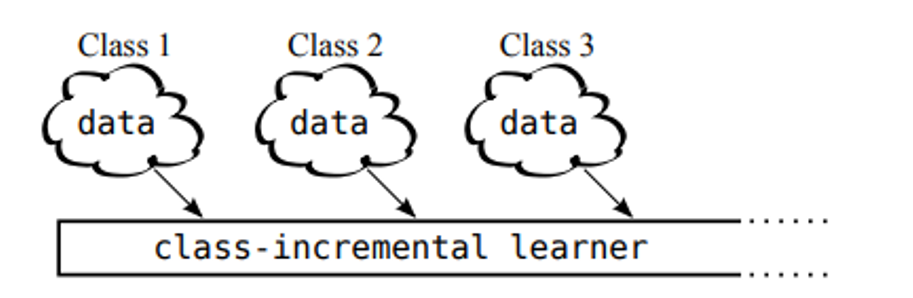 Class 1 Class 2 Class 3
data data data
class-incremental learner